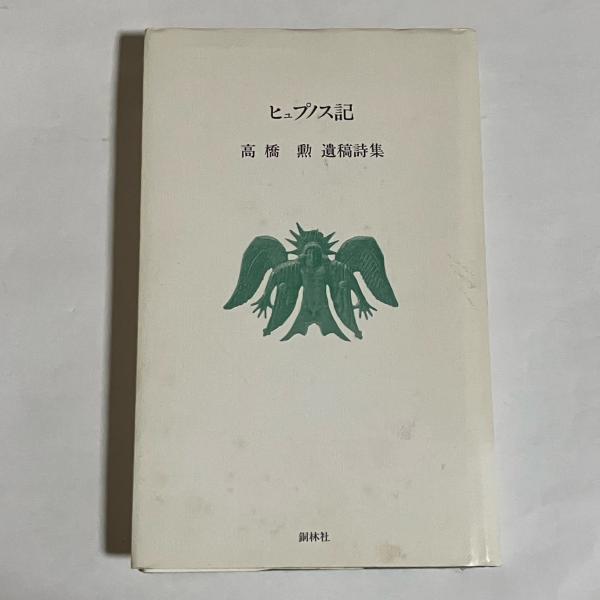 ヒュプノス記
高橋 勲 遺稿詩集
銅林社